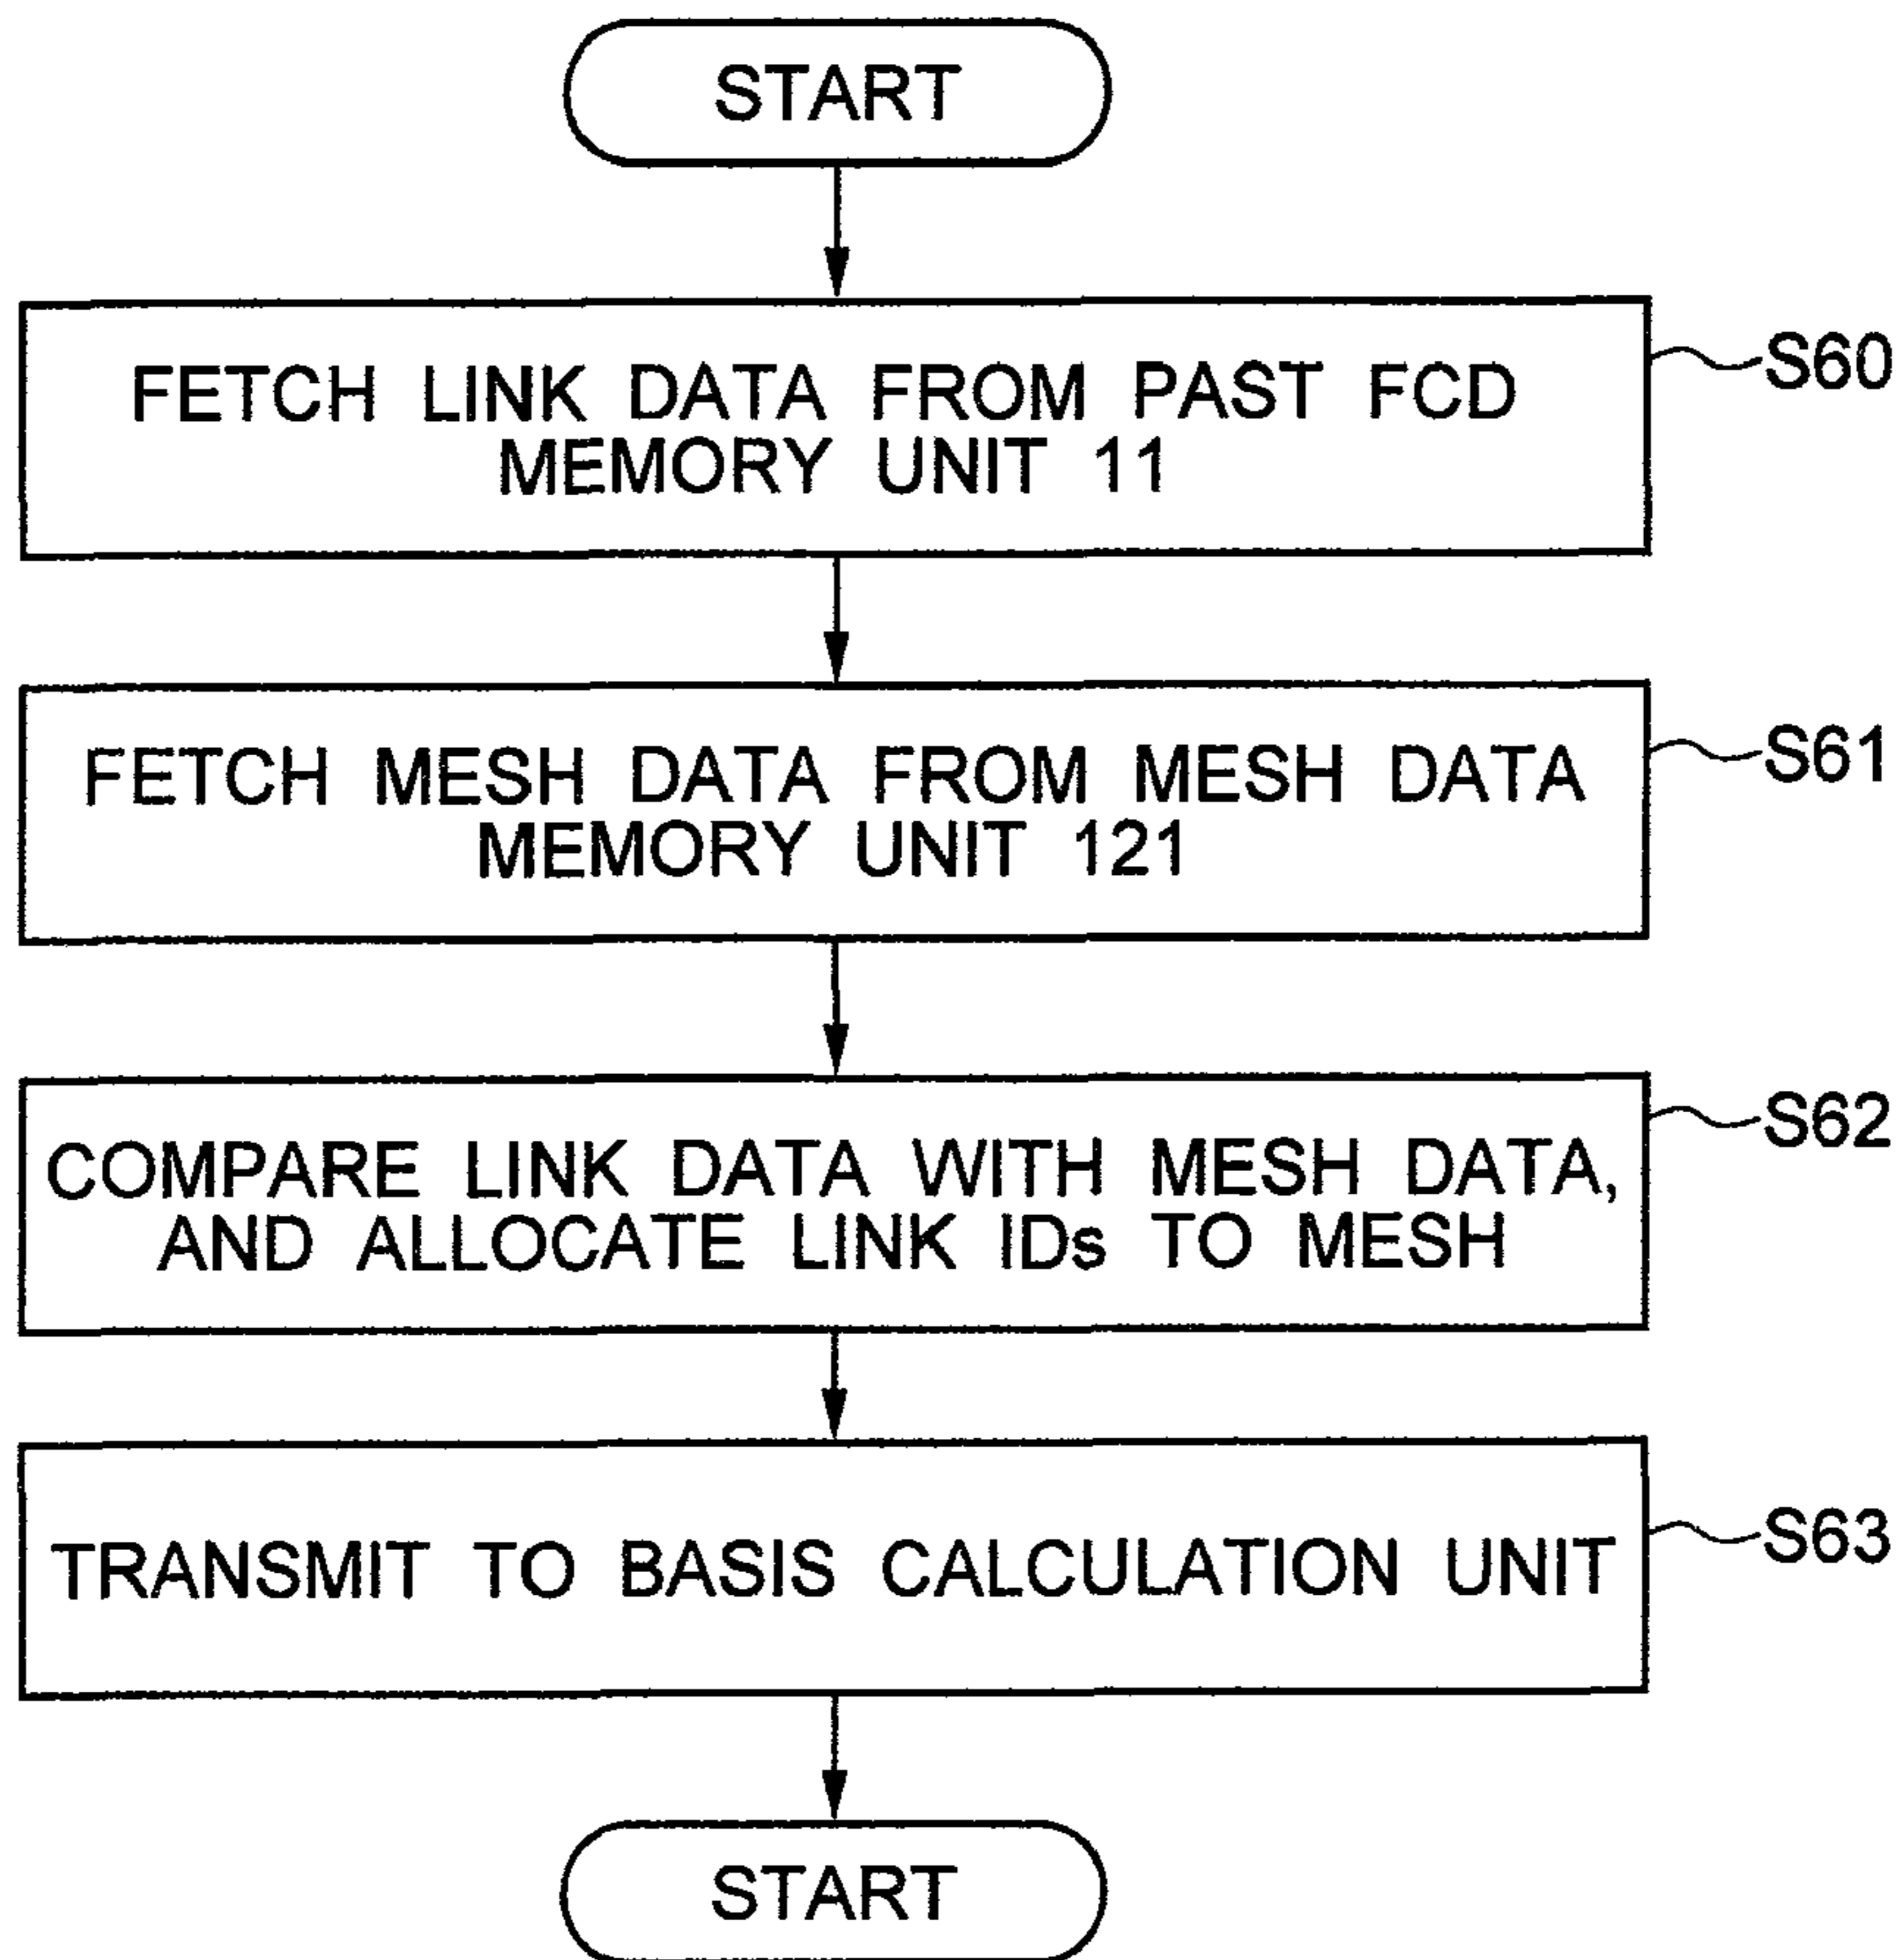 START
FETCH LINK DATA FROM PAST FCD
MEMORY UNIT 11
S60
FETCH MESH DATA FROM MESH DATA
MEMORY UNIT 121
S61
COMPARE LINK DATA WITH MESH DATA,
AND ALLOCATE LINK IDs TO MESH
S62
TRANSMIT TO BASIS CALCULATION UNIT
S63
START